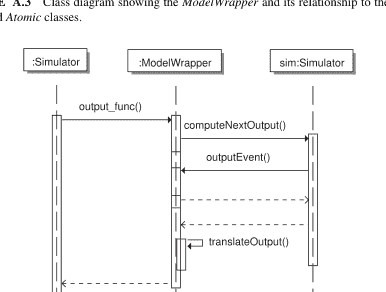 A.3 Class diagram showing the ModelWrapper and its relationship to the
Atomic classes.
:Simulator
:ModelWrapper
sim:Simulator
output_func()
computeNextOutput()
outputEvent()
translateOutput()